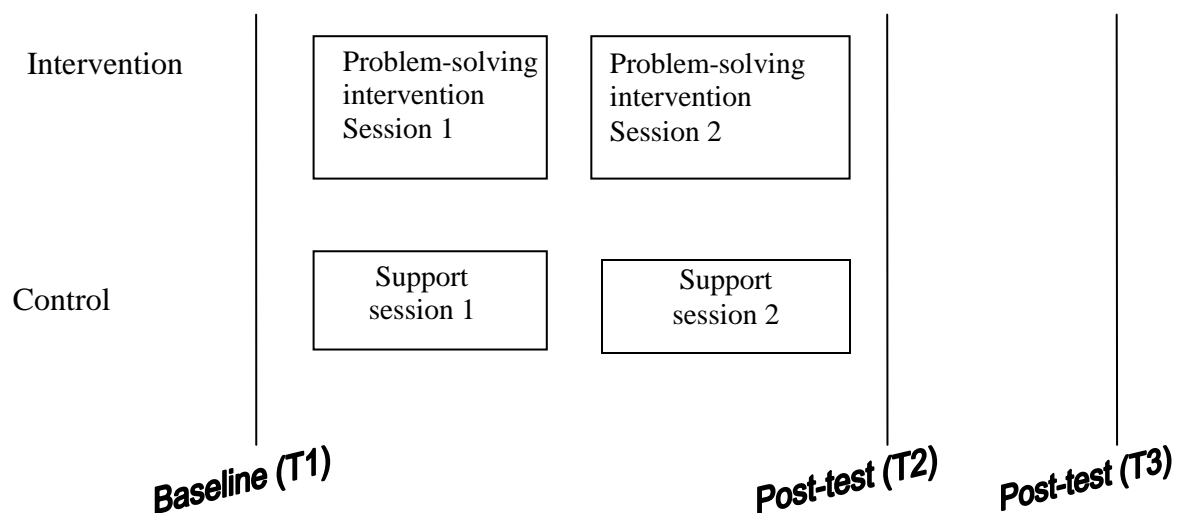 Intervention
Problem-solving
intervention
Session 1
Problem-solving
intervention
Session 2
Control
Support
session 1
Support
session 2
Baseline (T1)
Post-test (T2)
Post-test (T3)